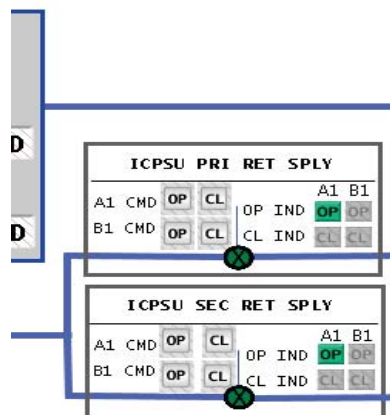 D
D
ICPSU PRI RET SPLY
A1 B1
A1 CMD OP CL OP IND OP OP
B1 CMD OP CL CL IND CL CL
ICPSU SEC RET SPLY
A1 B1
A1 CMD OP CL OP IND OP OP
B1 CMD OP CL CL IND CL CL